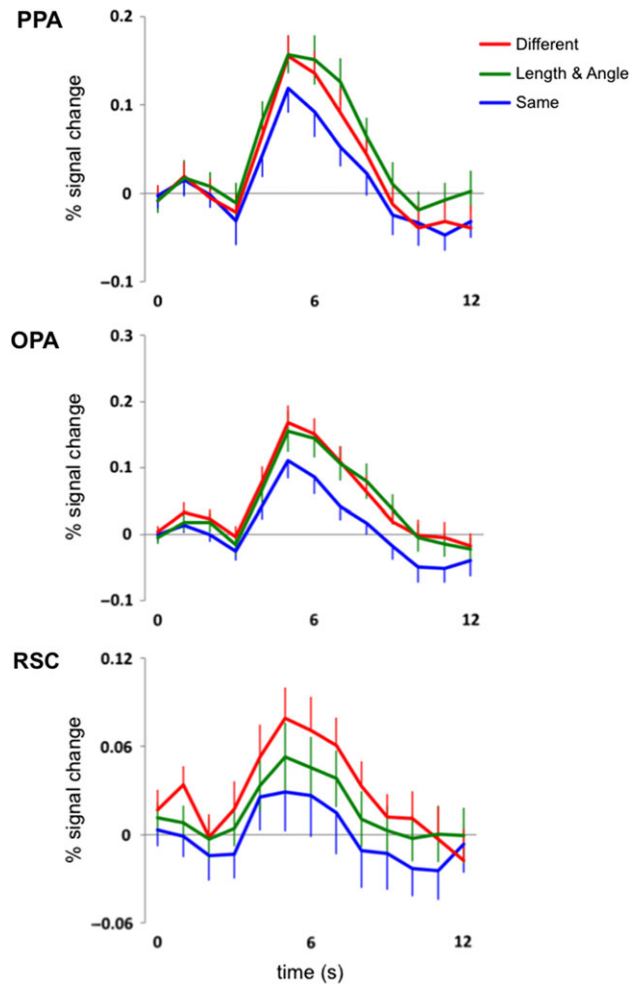 PPA
0.2
Different
Length & Angle
Same
0.1
% signal change
0
−0.1
0 6 12
OPA
0.3
0.2
% signal change
0.1
0
−0.1
0 6 12
RSC
0.12
% signal change
0.06
0
−0.06
0 6 12
time (s)